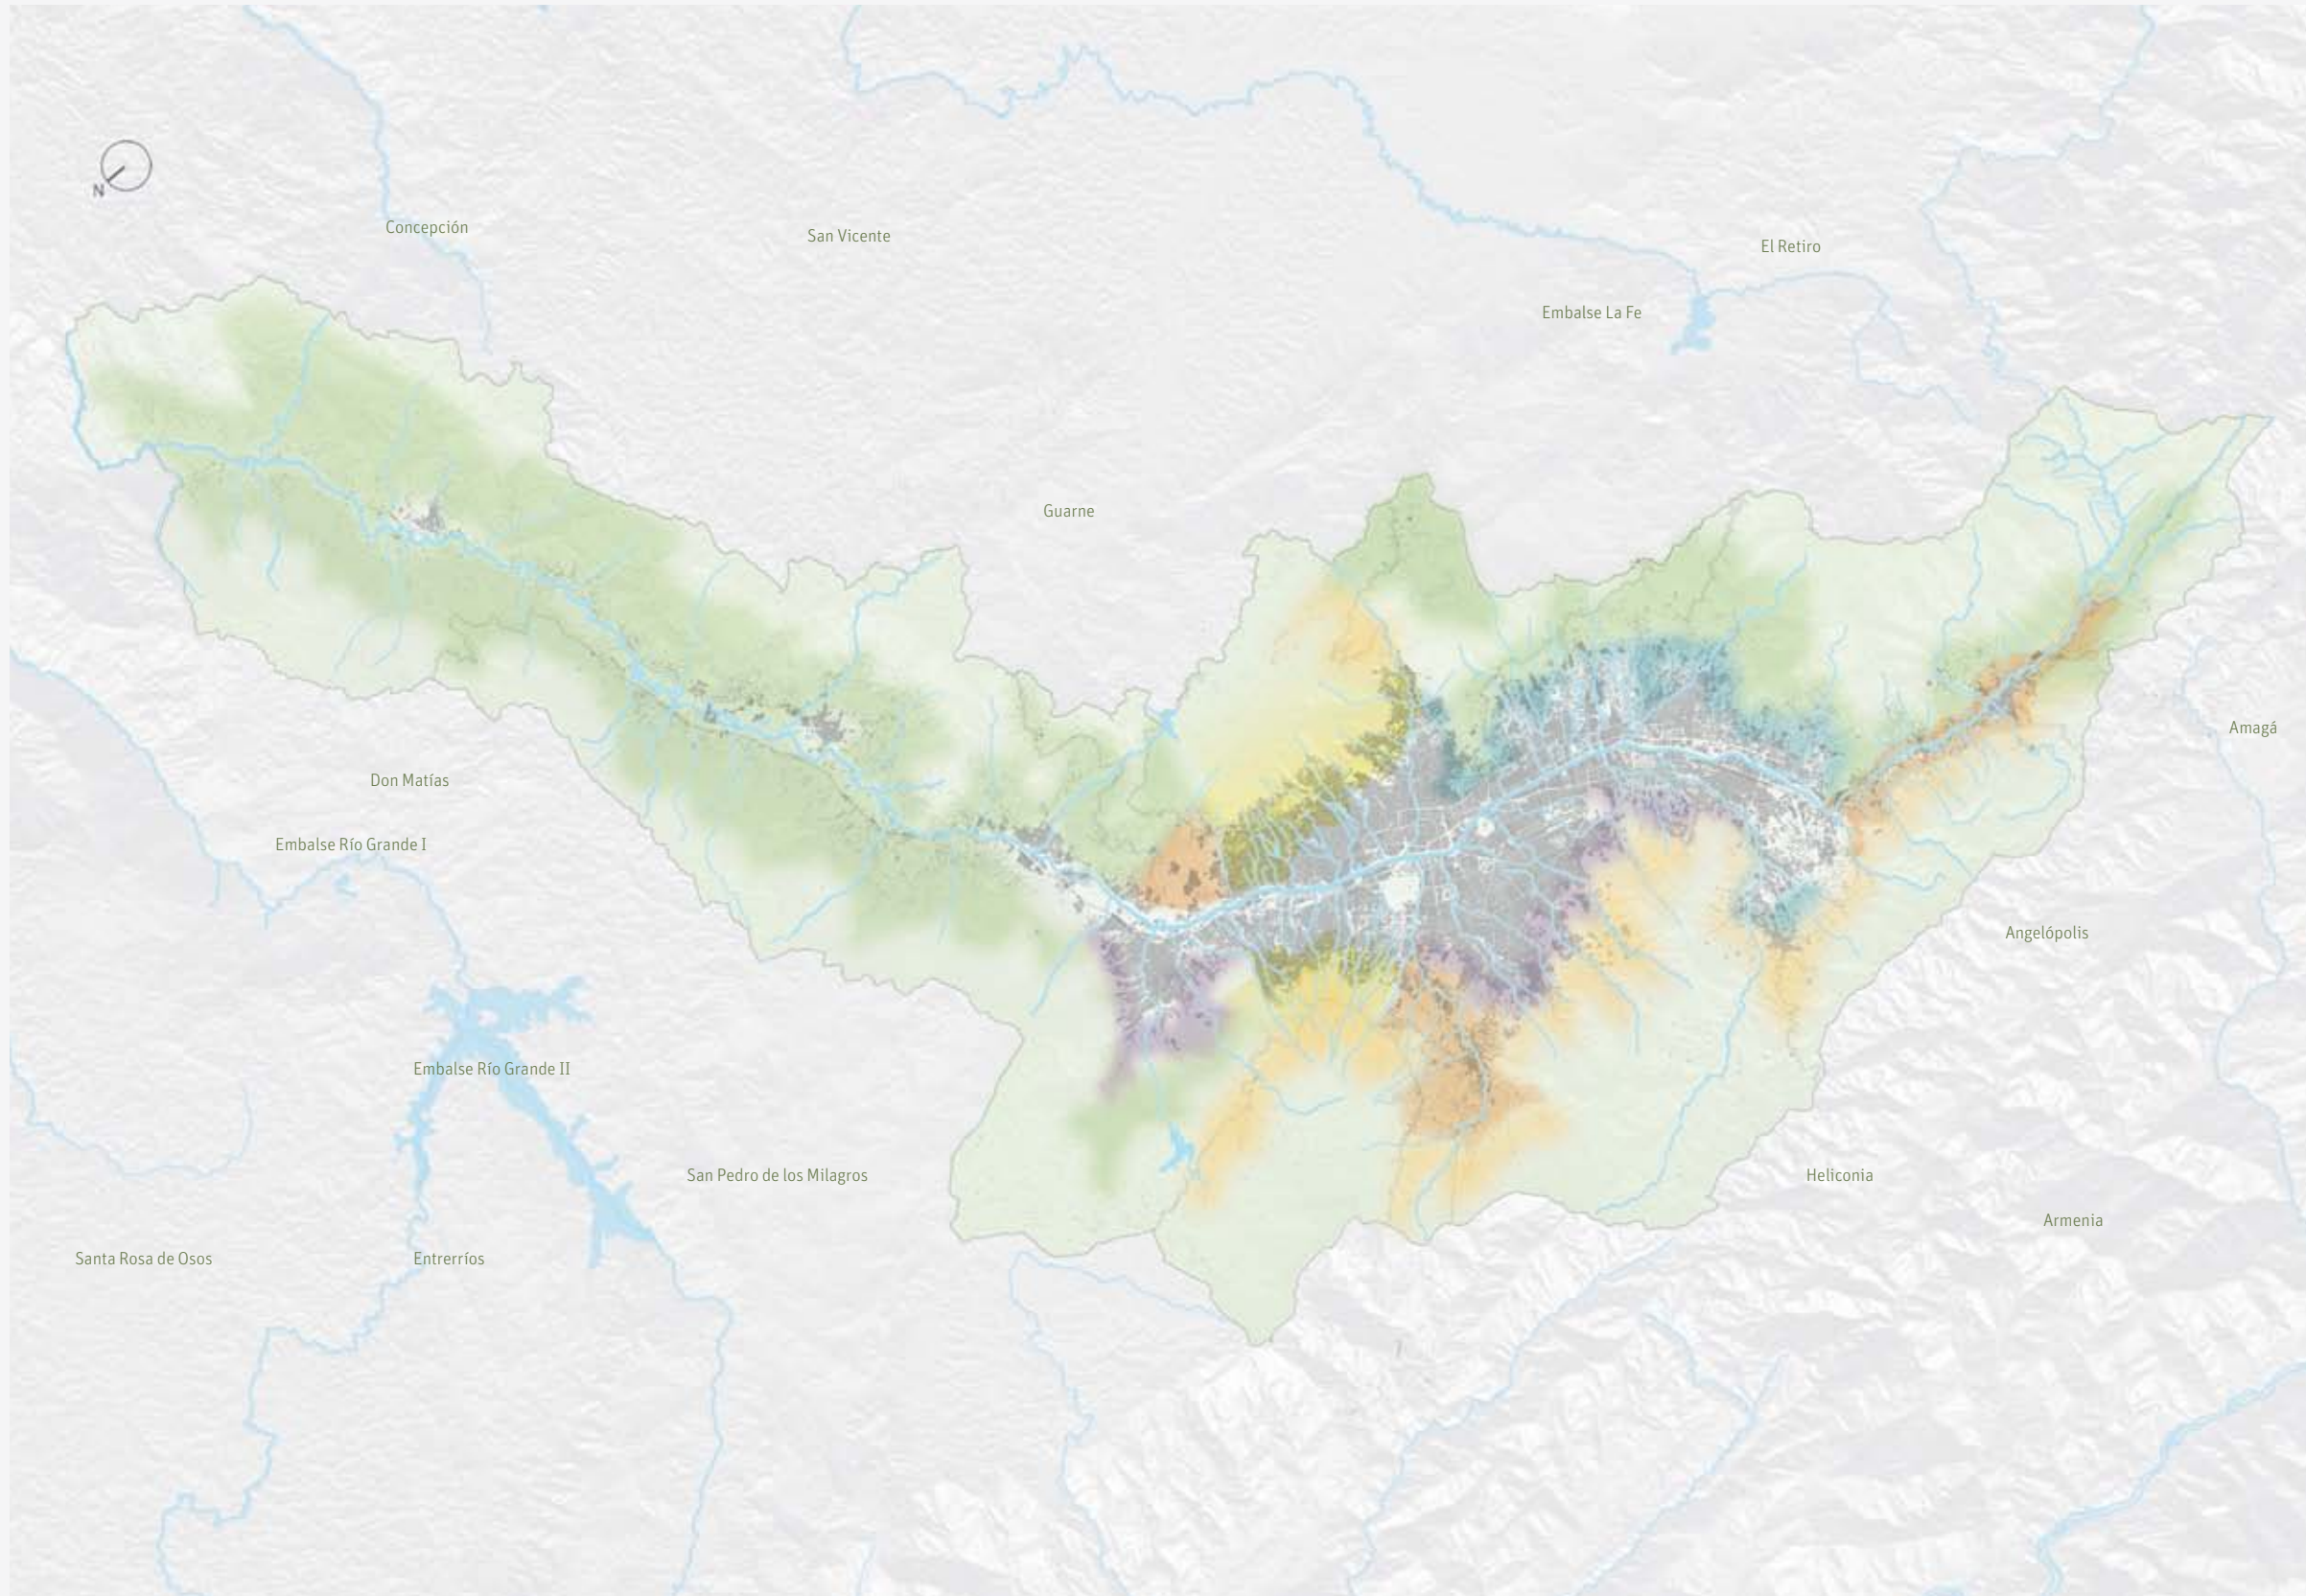 N
Concepción
San Vicente
El Retiro
Embalse La Fe
Guarne
Amagá
Don Matías
Embalse Río Grande I
Angelópolis
Embalse Río Grande II
San Pedro de los Milagros
Heliconia
Armenia
Santa Rosa de Osos
Entrerríos